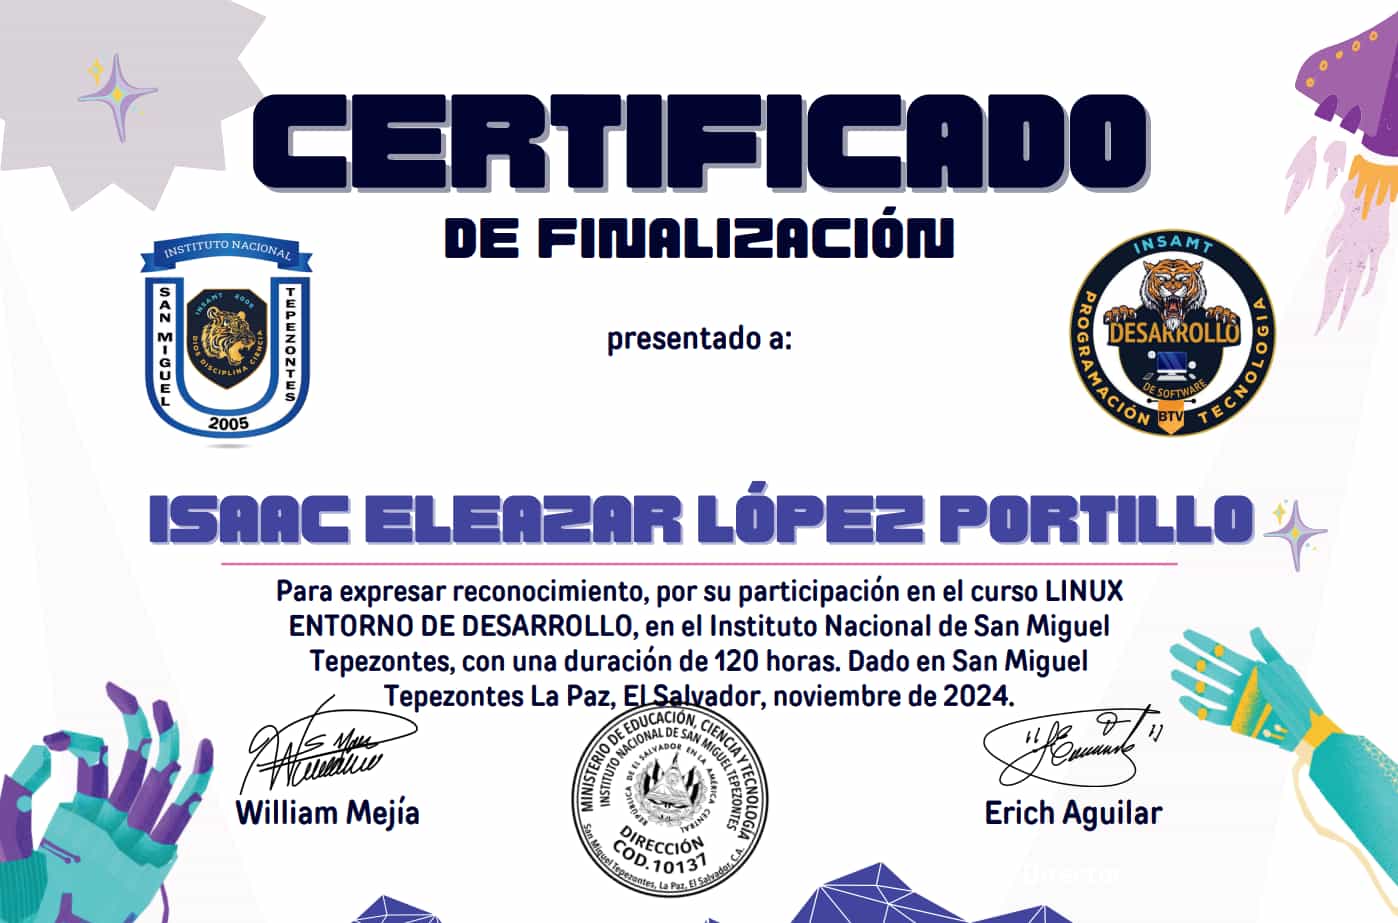 CERTIFICADO
DE FINALIZACIÓN
INSTITUTO NACIONAL
SAN MIGUEL
TEPEZONTES
INSAMT 2005
DIOS DISCIPLINA CIENCIA
2005
INSAMT
PROGRAMACIÓN
TECNOLOGIA
DESARROLLO
DE SOFTWARE
BTV
presentado a:
ISAAC ELEAZAR LÓPEZ PORTILLO
Para expresar reconocimiento, por su participación en el curso LINUX
ENTORNO DE DESARROLLO, en el Instituto Nacional de San Miguel
Tepezontes, con una duración de 120 horas. Dado en San Miguel
Tepezontes La Paz, El Salvador, noviembre de 2024.
William Mejía
MINISTERIO DE EDUCACIÓN, CIENCIA Y TECNOLOGÍA
INSTITUTO NACIONAL DE SAN MIGUEL TEPEZONTES
REPÚBLICA DE EL SALVADOR EN LA AMÉRICA CENTRAL
DIRECCIÓN
COD. 10137
San Miguel Tepezontes, La Paz, El Salvador, C.A.
Erich Aguilar
Director